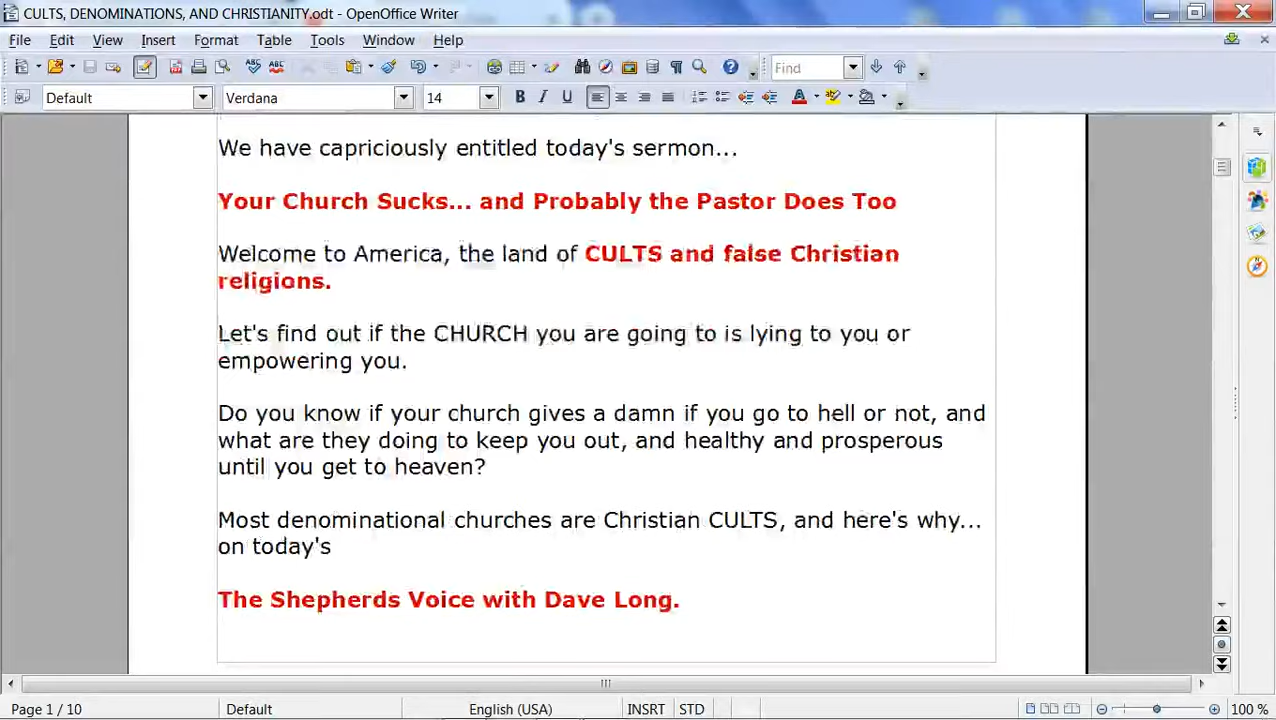 CULTS, DENOMINATIONS, AND CHRISTIANITY.odt - OpenOffice Writer
File Edit View Insert Format Table Tools Window Help
ABC ABC Find
Default Verdana 14 B I U A
We have capriciously entitled today's sermon...
Your Church Sucks... and Probably the Pastor Does Too
Welcome to America, the land of CULTS and false Christian
religions.
Let's find out if the CHURCH you are going to is lying to you or
empowering you.
Do you know if your church gives a damn if you go to hell or not, and
what are they doing to keep you out, and healthy and prosperous
until you get to heaven?
Most denominational churches are Christian CULTS, and here's why...
on today's
The Shepherds Voice with Dave Long.
Page 1 / 10 Default English (USA) INSRT STD 100 %